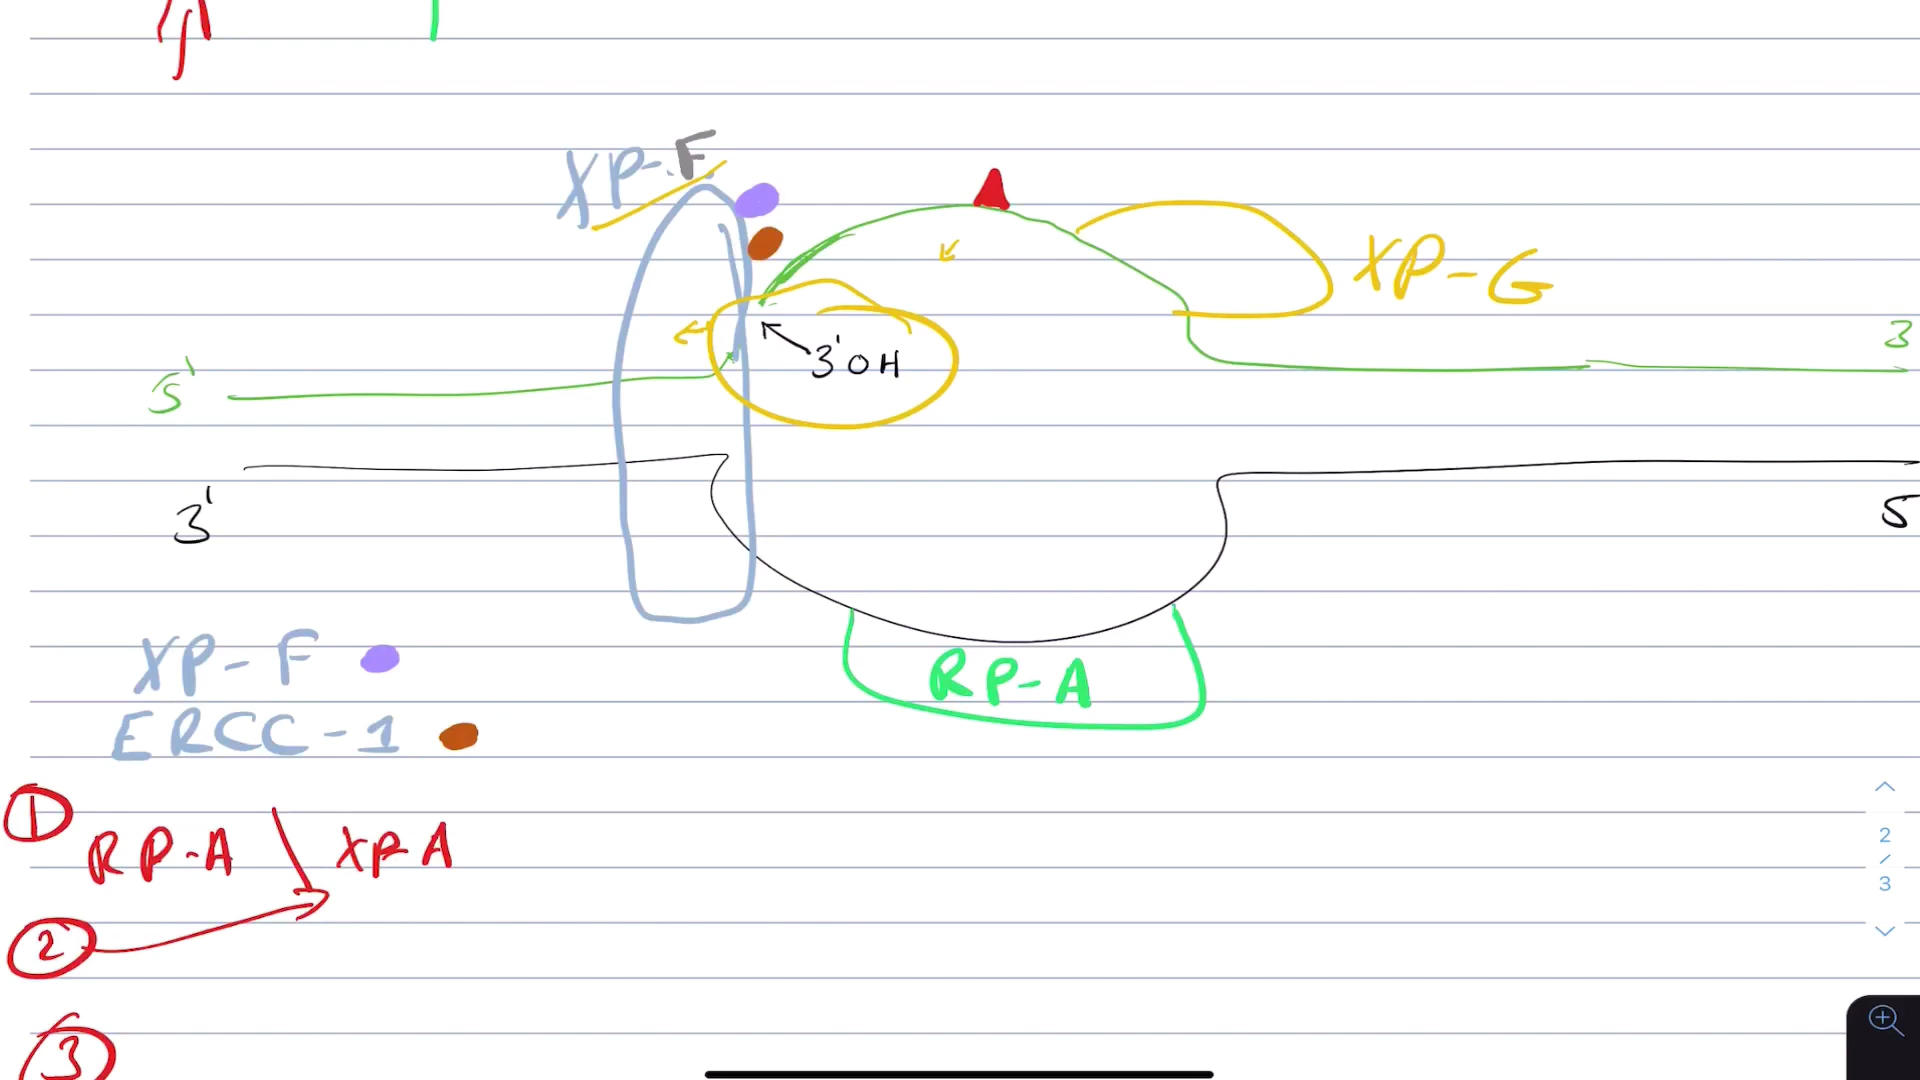 XP-F
XP-G
3'OH
3
5'
3'
5
RP-A
XP-F
ERCC-1
1
RP-A XPA
2
3
2
/
3